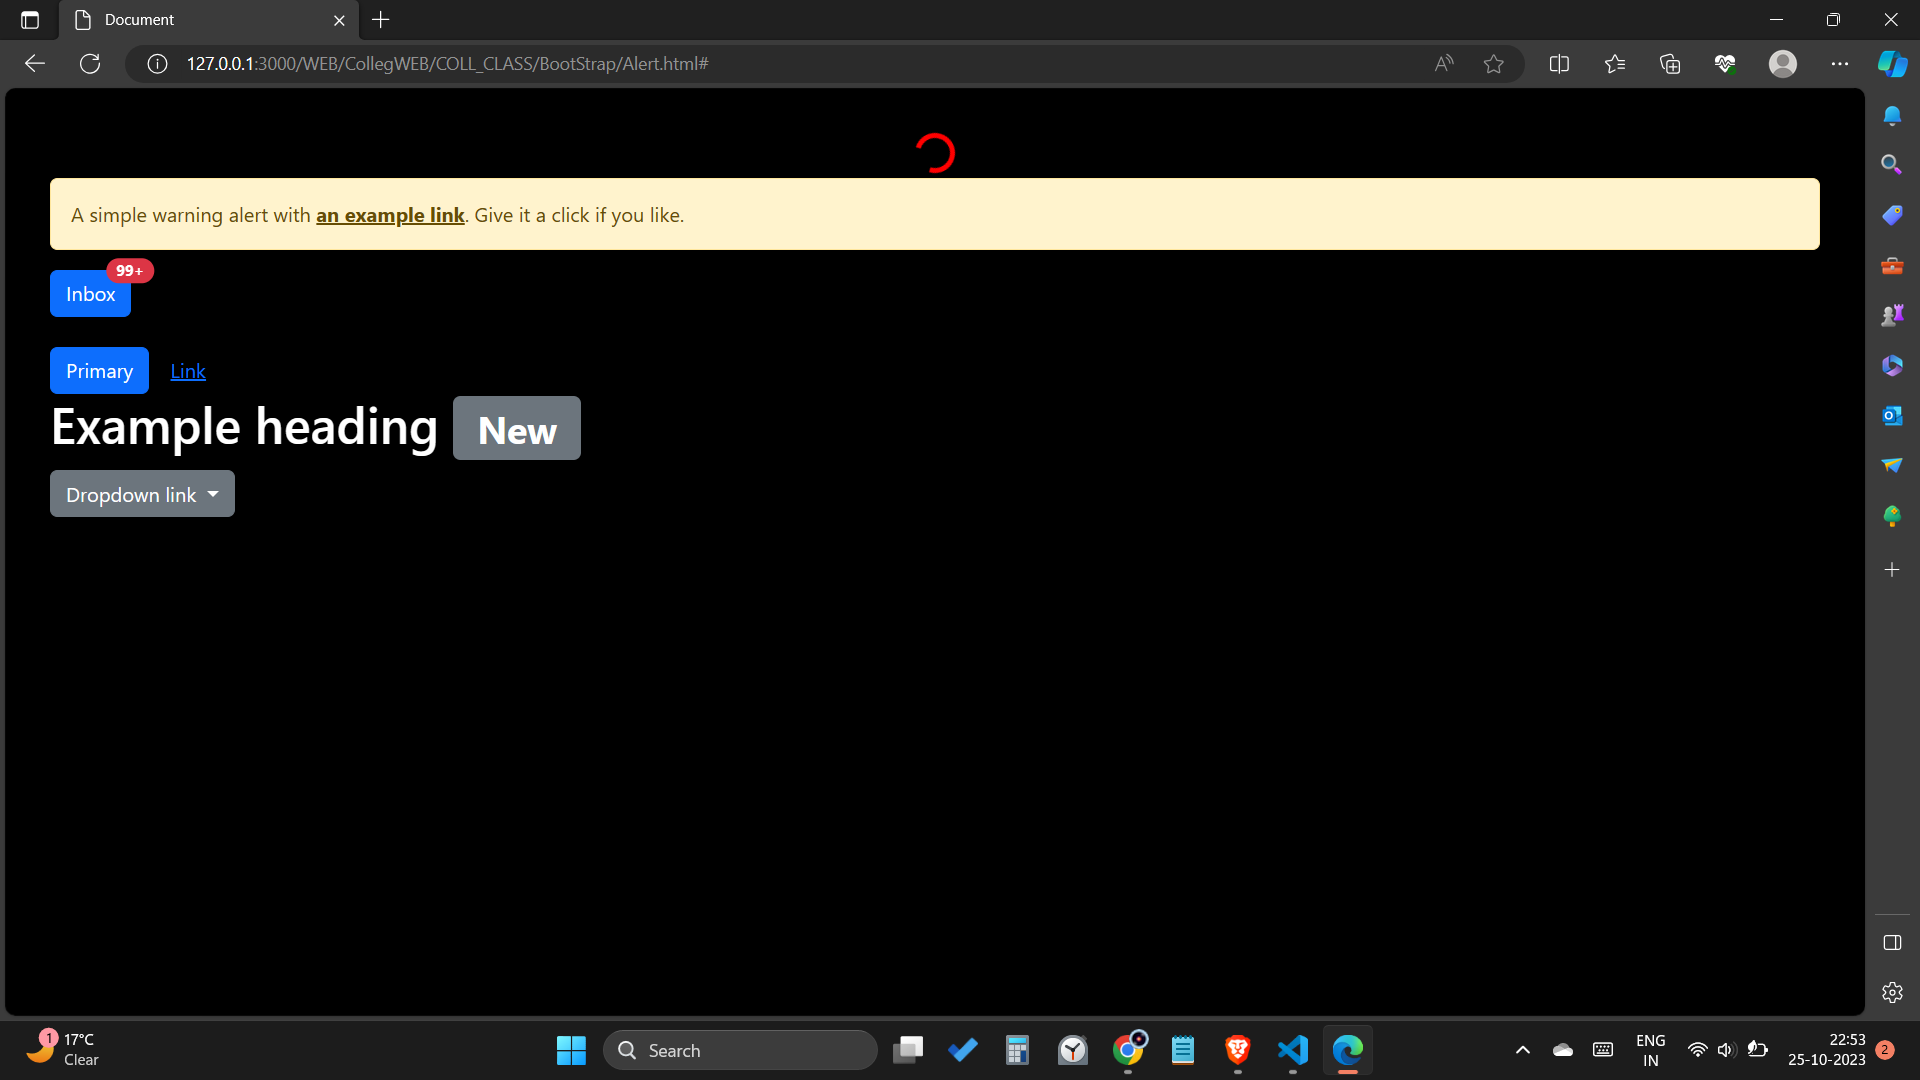 Document
127.0.0.1:3000/WEB/CollegWEB/COLL_CLASS/BootStrap/Alert.html#
A simple warning alert with an example link. Give it a click if you like.
99+
Inbox
Primary Link
Example heading New
Dropdown link
1 17°C
Clear
Search
ENG
IN
22:53
25-10-2023
2